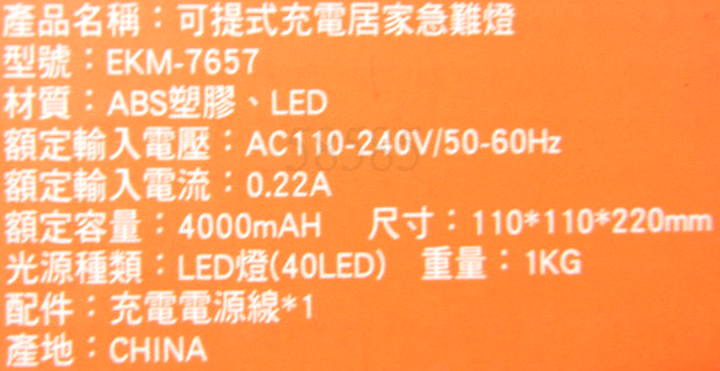 產品名稱：可提式充電居家急難燈
型號：EKM-7657
材質：ABS塑膠、LED
額定輸入電壓：AC110-240V/50-60Hz
額定輸入電流：0.22A
額定容量：4000mAH 尺寸：110*110*220mm
光源種類：LED燈(40LED) 重量：1KG
配件：充電電源線*1
產地：CHINA